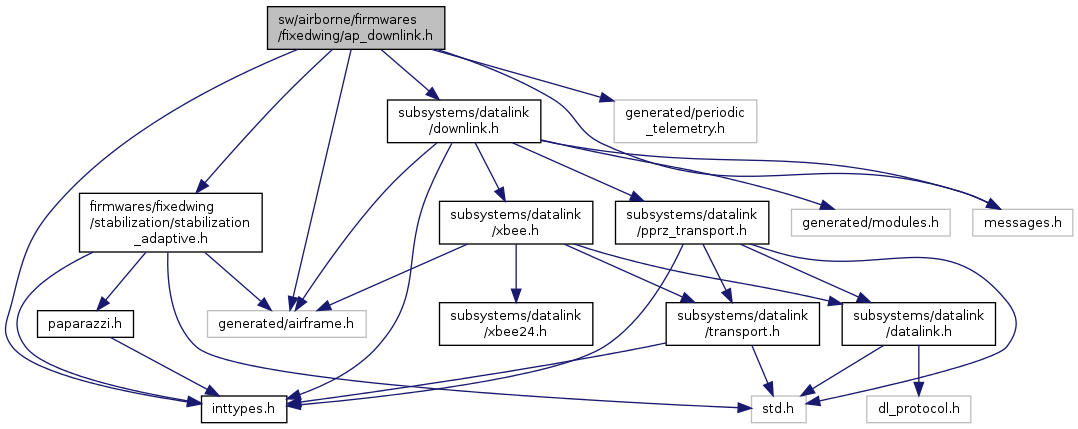 sw/airborne/firmwares
/fixedwing/ap_downlink.h
subsystems/datalink
/downlink.h
generated/periodic
_telemetry.h
firmwares/fixedwing
/stabilization/stabilization
_adaptive.h
subsystems/datalink
/xbee.h
subsystems/datalink
/pprz_transport.h
generated/modules.h
messages.h
paparazzi.h
generated/airframe.h
subsystems/datalink
/xbee24.h
subsystems/datalink
/transport.h
subsystems/datalink
/datalink.h
inttypes.h
std.h
dl_protocol.h